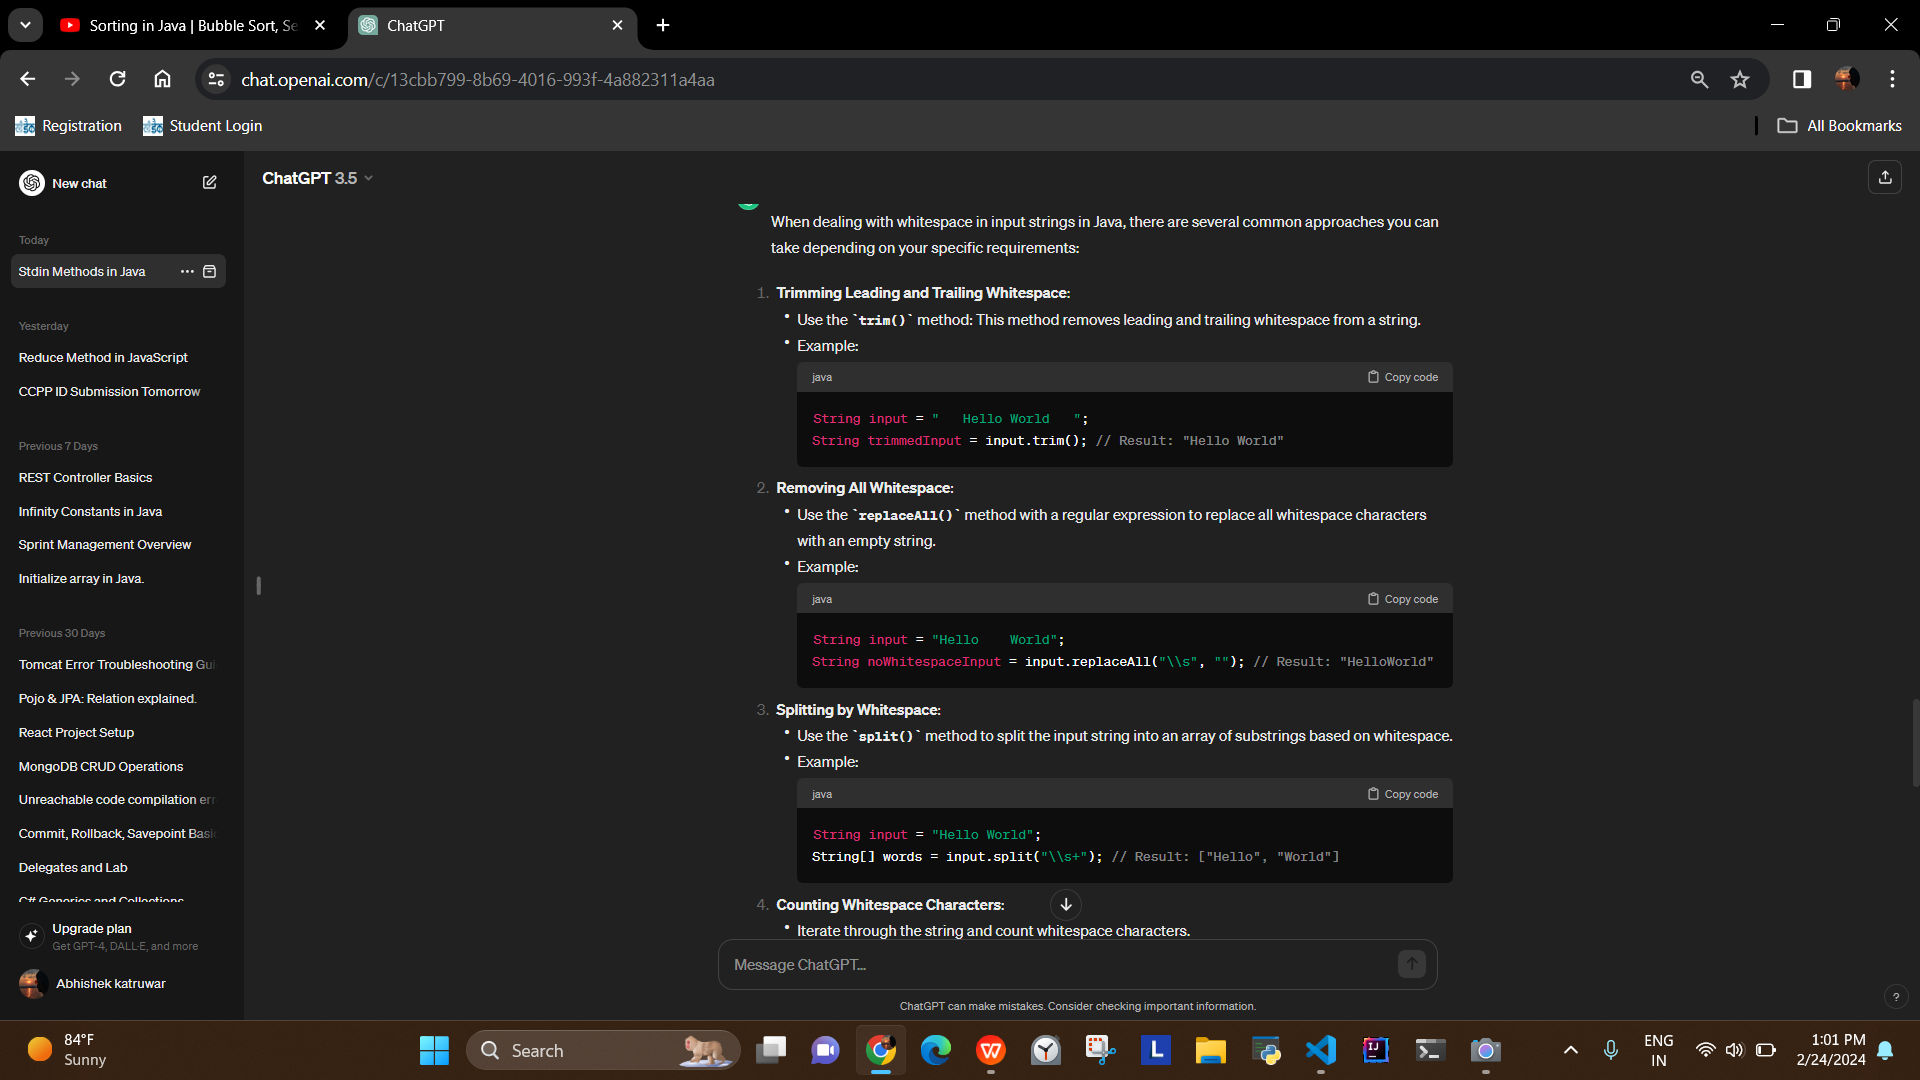 Sorting in Java | Bubble Sort, Se
ChatGPT
chat.openai.com/c/13cbb799-8b69-4016-993f-4a882311a4aa
Registration
Student Login
All Bookmarks
New chat
ChatGPT 3.5
Today
Stdin Methods in Java
Yesterday
Reduce Method in JavaScript
CCPP ID Submission Tomorrow
Previous 7 Days
REST Controller Basics
Infinity Constants in Java
Sprint Management Overview
Initialize array in Java.
Previous 30 Days
Tomcat Error Troubleshooting Gui
Pojo & JPA: Relation explained.
React Project Setup
MongoDB CRUD Operations
Unreachable code compilation err
Commit, Rollback, Savepoint Basic
Delegates and Lab
C# Generics and Collections
Upgrade plan
Get GPT-4, DALL·E, and more
Abhishek katruwar
When dealing with whitespace in input strings in Java, there are several common approaches you can
take depending on your specific requirements:
1. Trimming Leading and Trailing Whitespace:
• Use the `trim()` method: This method removes leading and trailing whitespace from a string.
• Example:
java
Copy code
String input = "   Hello World   ";
String trimmedInput = input.trim(); // Result: "Hello World"
2. Removing All Whitespace:
• Use the `replaceAll()` method with a regular expression to replace all whitespace characters
with an empty string.
• Example:
java
Copy code
String input = "Hello    World";
String noWhitespaceInput = input.replaceAll("\\s", ""); // Result: "HelloWorld"
3. Splitting by Whitespace:
• Use the `split()` method to split the input string into an array of substrings based on whitespace.
• Example:
java
Copy code
String input = "Hello World";
String[] words = input.split("\\s+"); // Result: ["Hello", "World"]
4. Counting Whitespace Characters:
• Iterate through the string and count whitespace characters.
Message ChatGPT...
ChatGPT can make mistakes. Consider checking important information.
?
84°F
Sunny
Search
W
L
IJ
ENG
IN
1:01 PM
2/24/2024